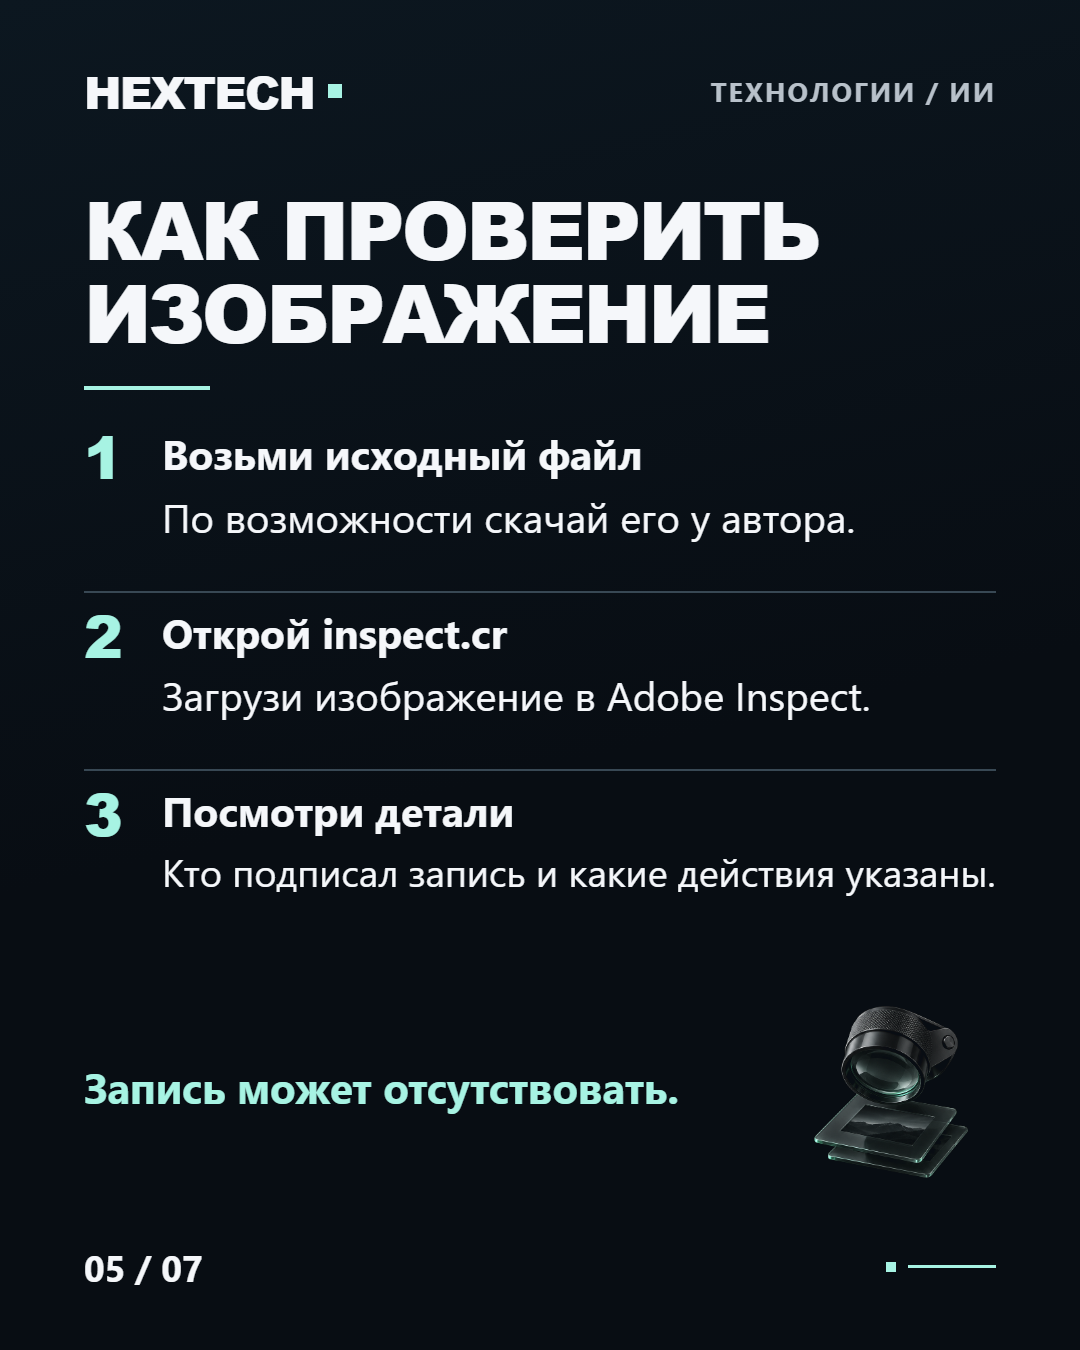 HEXTECH
ТЕХНОЛОГИИ / ИИ
КАК ПРОВЕРИТЬ
ИЗОБРАЖЕНИЕ
1 Возьми исходный файл
По возможности скачай его у автора.
2 Открой inspect.cr
Загрузи изображение в Adobe Inspect.
3 Посмотри детали
Кто подписал запись и какие действия указаны.
Запись может отсутствовать.
05 / 07